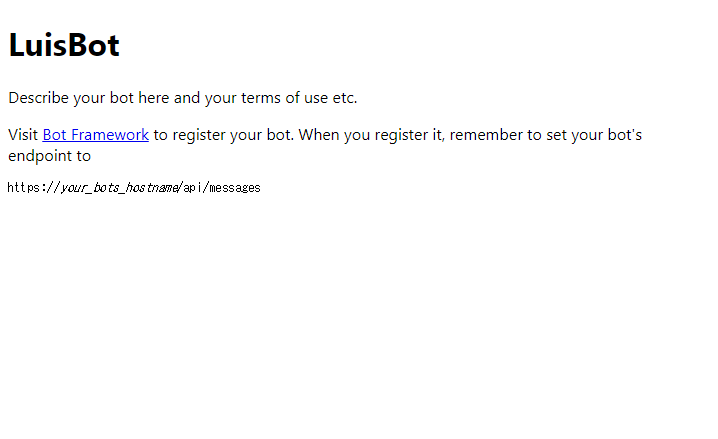 LuisBot
Describe your bot here and your terms of use etc.
Visit Bot Framework to register your bot. When you register it, remember to set your bot's
endpoint to
https://your_bots_hostname/api/messages